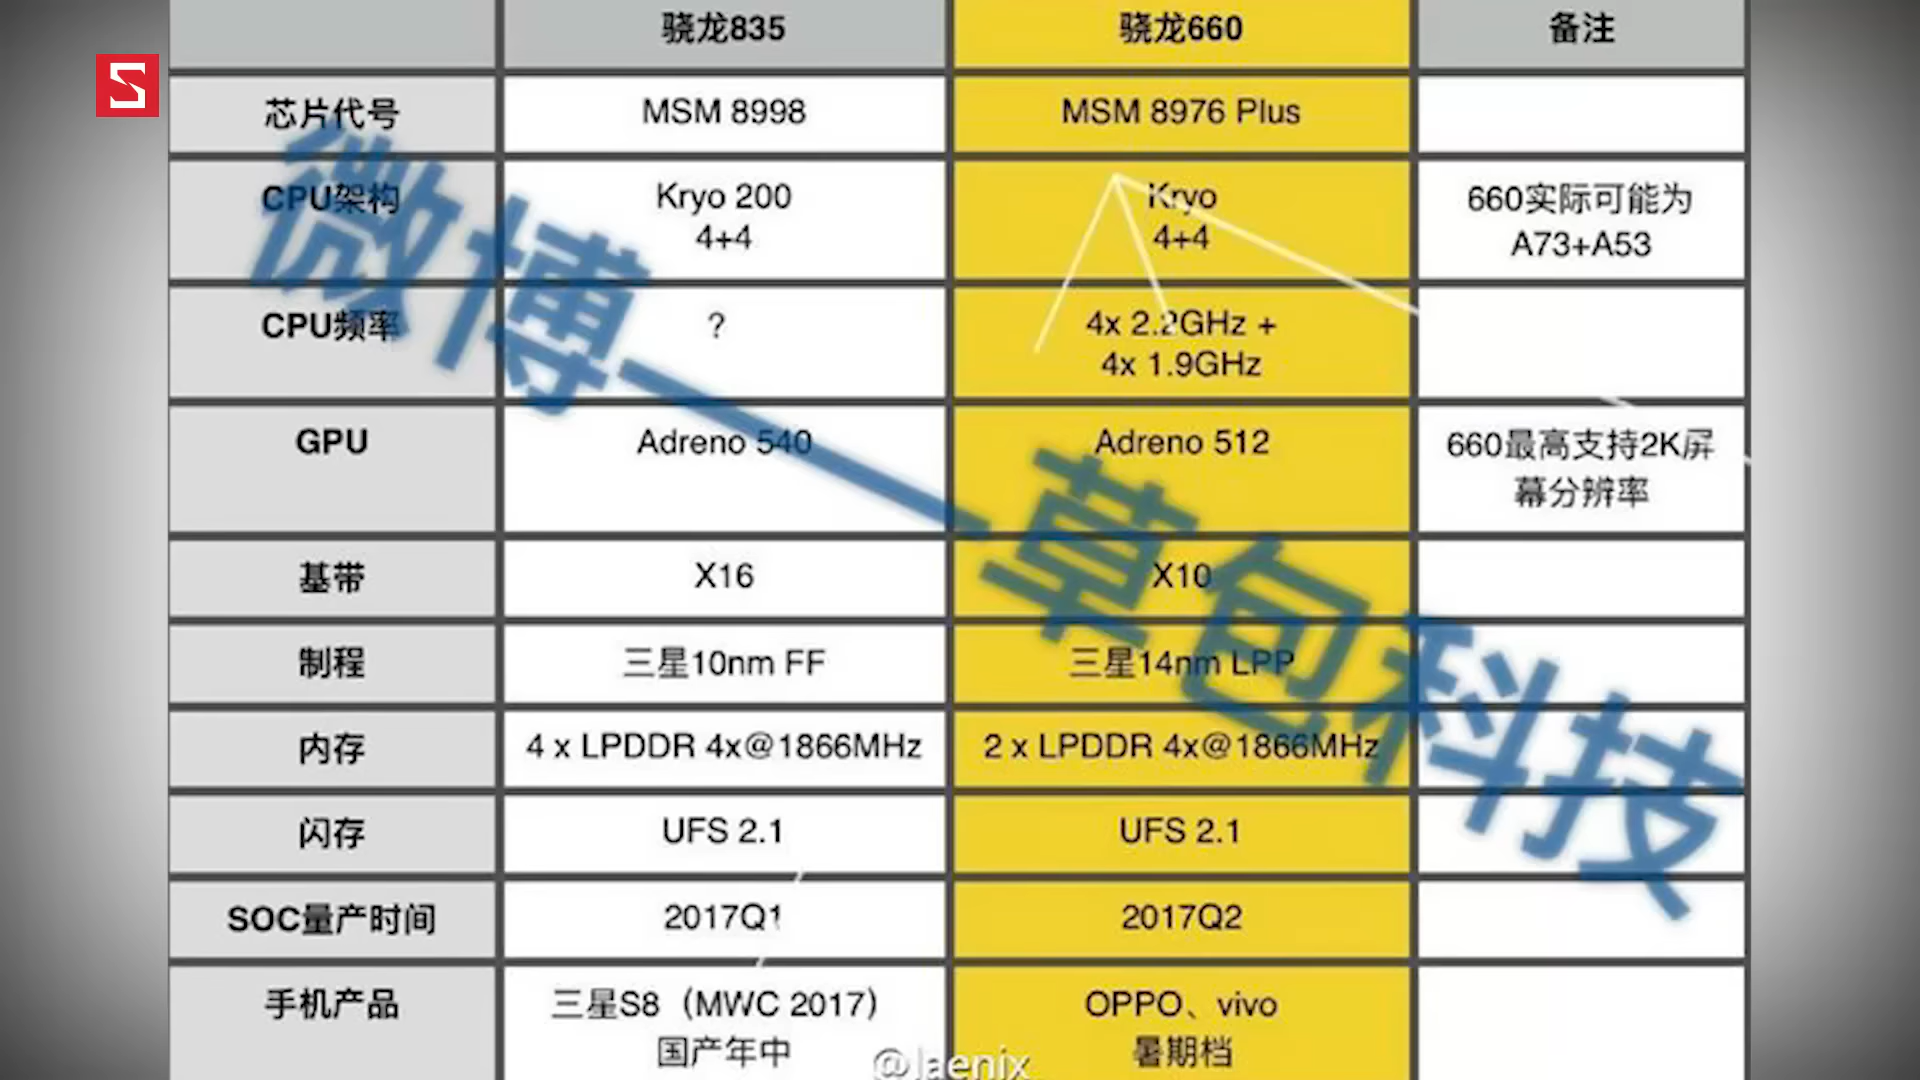 S
骁龙835 骁龙660 备注
芯片代号 MSM 8998 MSM 8976 Plus
CPU架构 Kryo 200 4+4 Kryo 4+4 660实际可能为 A73+A53
CPU频率 ? 4x 2.2GHz + 4x 1.9GHz
GPU Adreno 540 Adreno 512 660最高支持2K屏幕分辨率
基带 X16 X10
制程 三星10nm FF 三星14nm LPP
内存 4 x LPDDR 4x@1866MHz 2 x LPDDR 4x@1866MHz
闪存 UFS 2.1 UFS 2.1
SOC量产时间 2017Q1 2017Q2
手机产品 三星S8（MWC 2017） 国产年中 OPPO、vivo 暑期档
微博——草包科技
@laenix